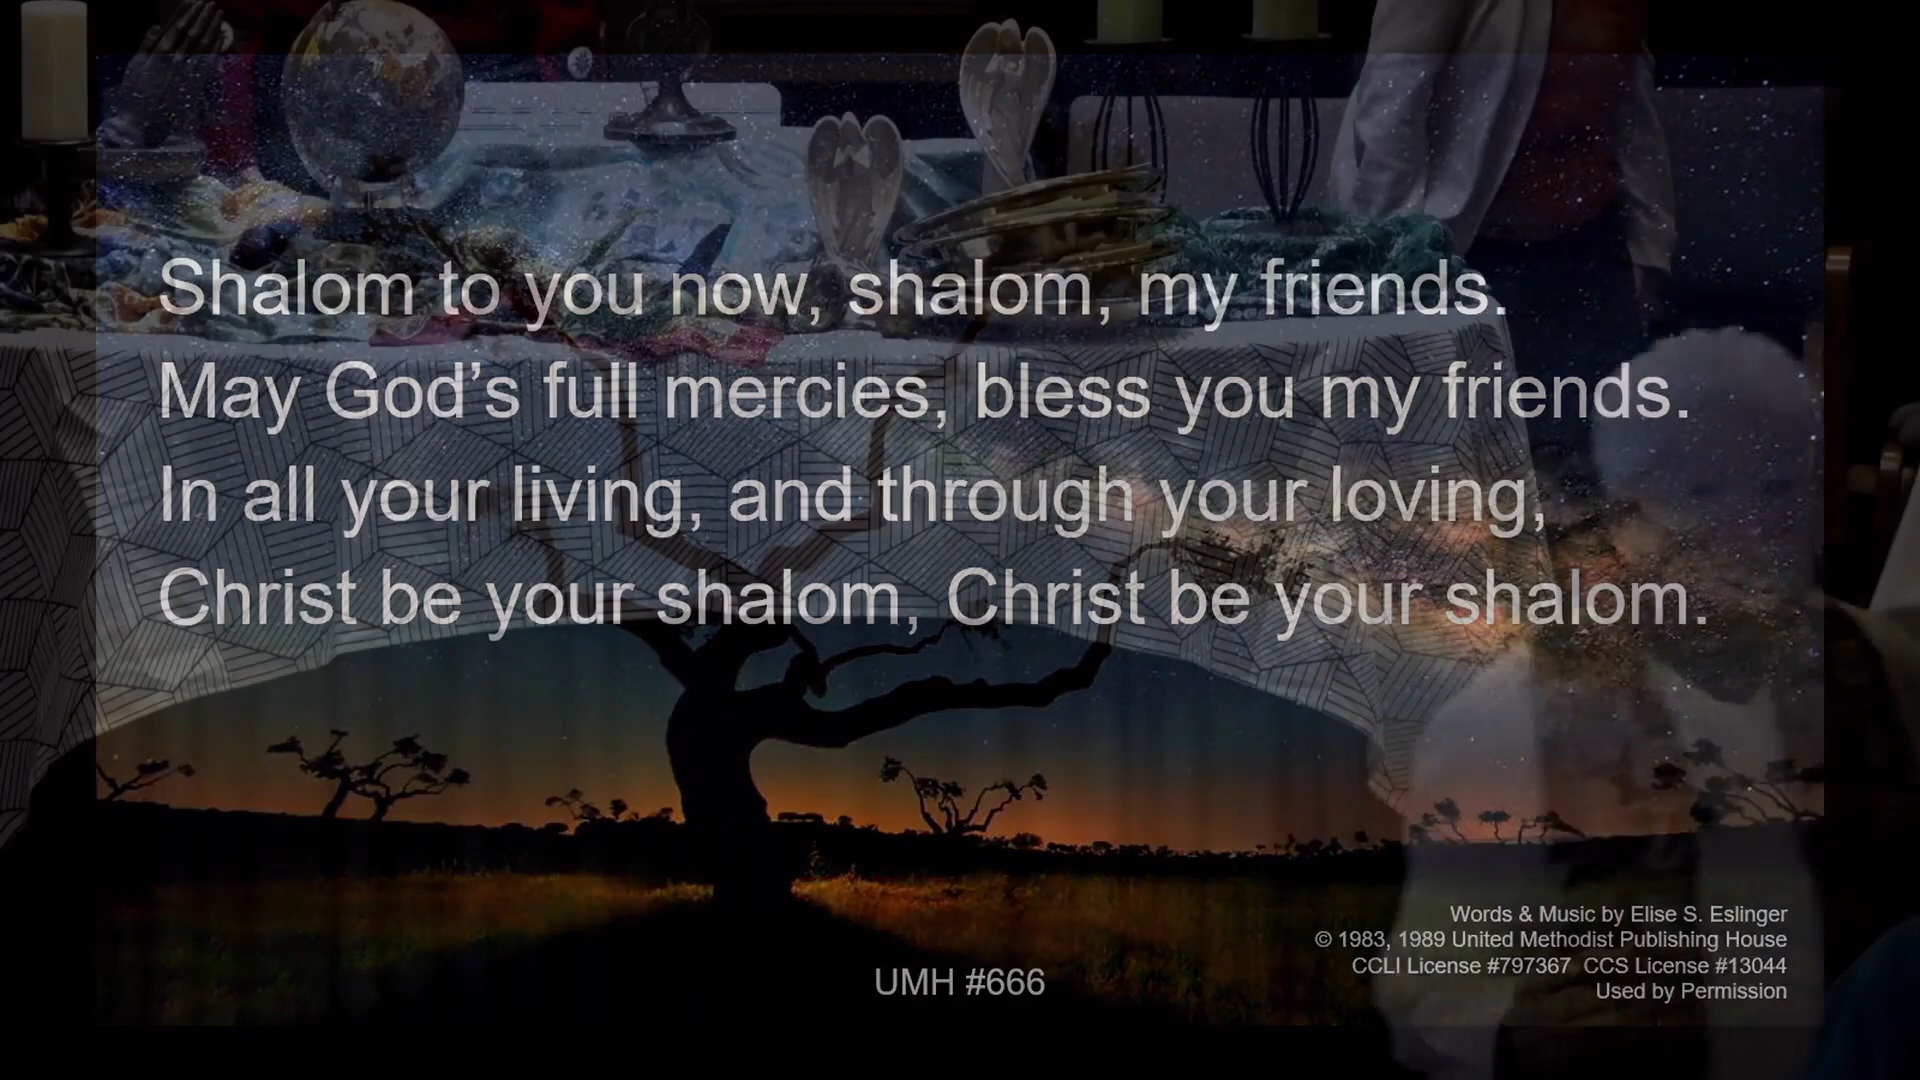 Shalom to you now, shalom, my friends.
May God’s full mercies, bless you my friends.
In all your living, and through your loving,
Christ be your shalom, Christ be your shalom.
Words & Music by Elise S. Eslinger
© 1983, 1989 United Methodist Publishing House
CCLI License #797367  CCS License #13044
Used by Permission
UMH #666